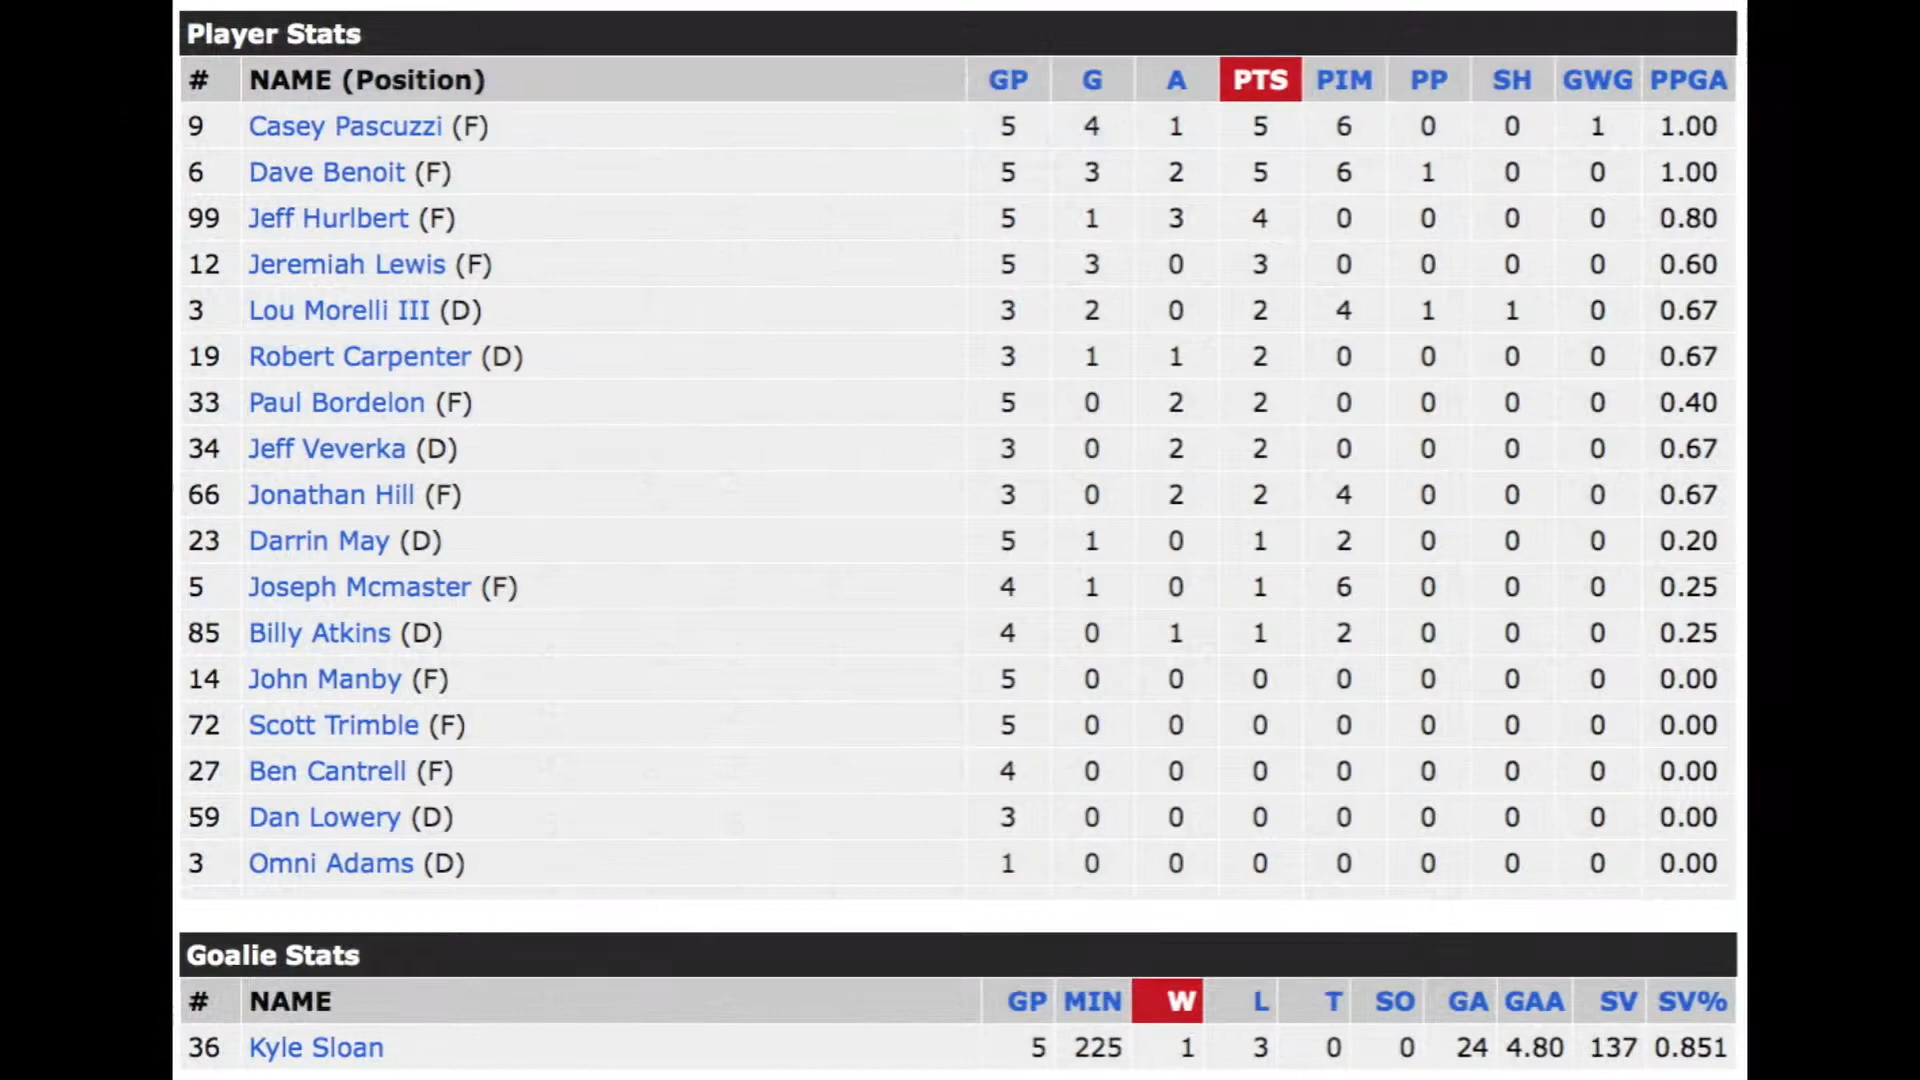 Player Stats
# NAME (Position) GP G A PTS PIM PP SH GWG PPGA
9 Casey Pascuzzi (F) 5 4 1 5 6 0 0 1 1.00
6 Dave Benoit (F) 5 3 2 5 6 1 0 0 1.00
99 Jeff Hurlbert (F) 5 1 3 4 0 0 0 0 0.80
12 Jeremiah Lewis (F) 5 3 0 3 0 0 0 0 0.60
3 Lou Morelli III (D) 3 2 0 2 4 1 1 0 0.67
19 Robert Carpenter (D) 3 1 1 2 0 0 0 0 0.67
33 Paul Bordelon (F) 5 0 2 2 0 0 0 0 0.40
34 Jeff Veverka (D) 3 0 2 2 0 0 0 0 0.67
66 Jonathan Hill (F) 3 0 2 2 4 0 0 0 0.67
23 Darrin May (D) 5 1 0 1 2 0 0 0 0.20
5 Joseph Mcmaster (F) 4 1 0 1 6 0 0 0 0.25
85 Billy Atkins (D) 4 0 1 1 2 0 0 0 0.25
14 John Manby (F) 5 0 0 0 0 0 0 0 0.00
72 Scott Trimble (F) 5 0 0 0 0 0 0 0 0.00
27 Ben Cantrell (F) 4 0 0 0 0 0 0 0 0.00
59 Dan Lowery (D) 3 0 0 0 0 0 0 0 0.00
3 Omni Adams (D) 1 0 0 0 0 0 0 0 0.00
Goalie Stats
# NAME GP MIN W L T SO GA GAA SV SV%
36 Kyle Sloan 5 225 1 3 0 0 24 4.80 137 0.851